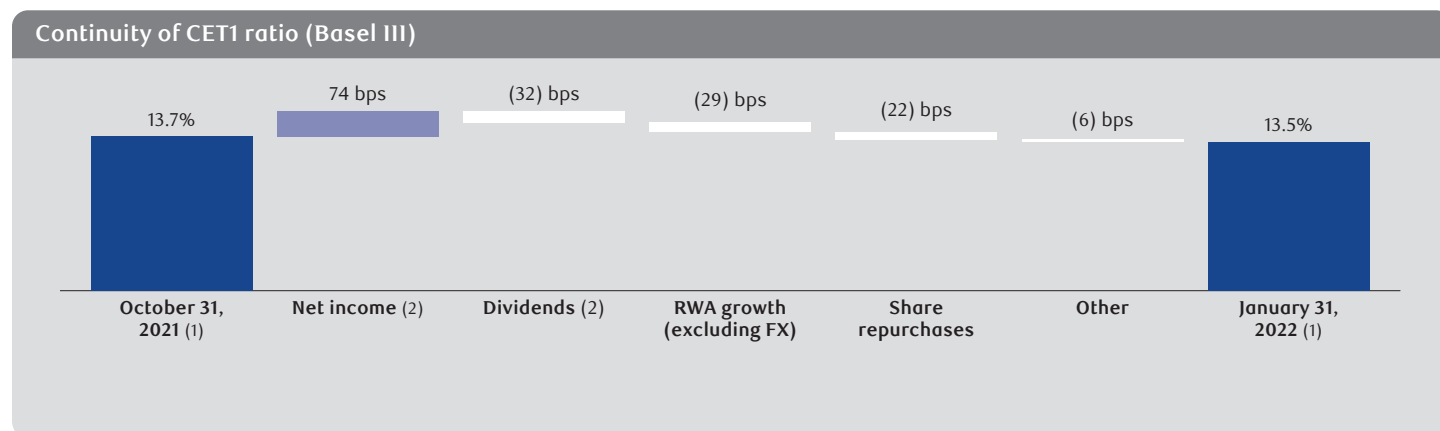 Continuity of CET1 ratio (Basel III)
13.7%
74 bps
(32) bps
(29) bps
(22) bps
(6) bps
13.5%
October 31,
2021 (1)
Net income (2)
Dividends (2)
RWA growth
(excluding FX)
Share
repurchases
Other
January 31,
2022 (1)